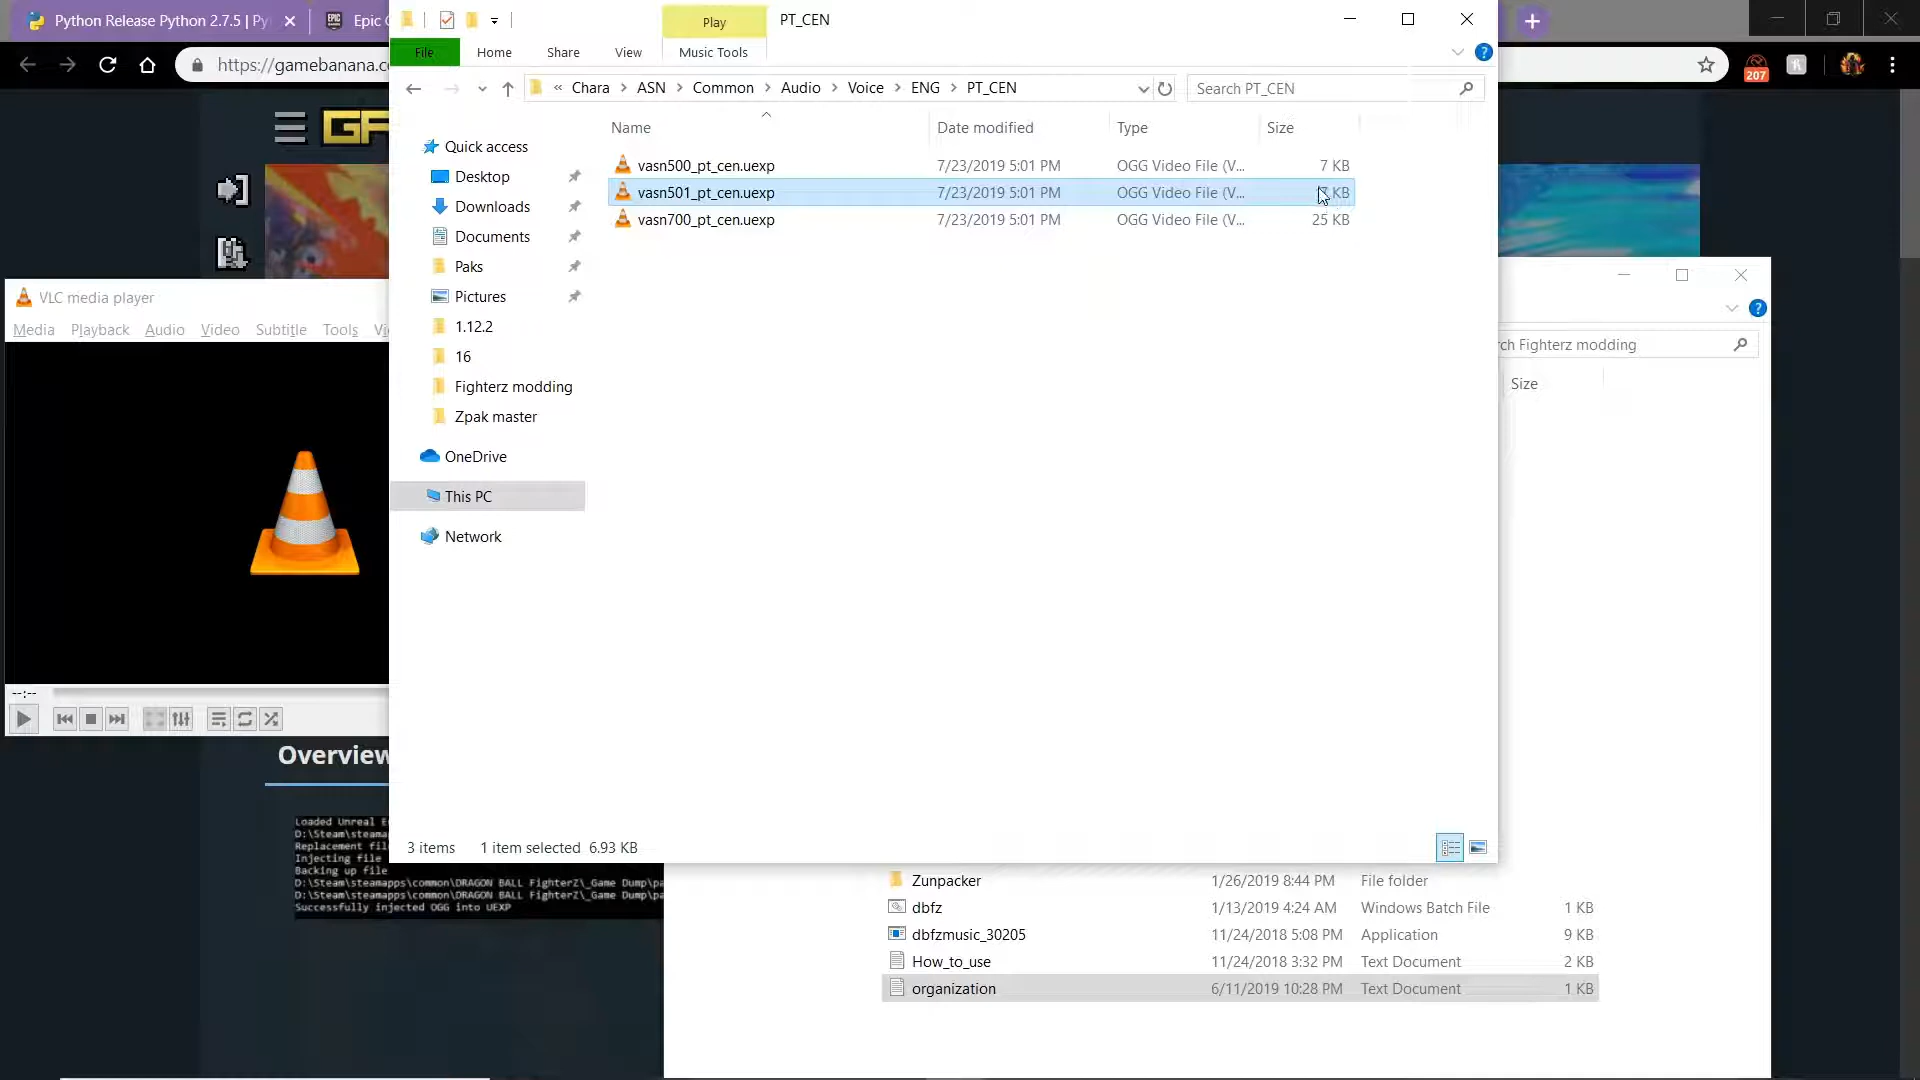 Python Release Python 2.7.5 | Py
Epic G
PT_CEN
Play
File
Home
Share
View
Music Tools
https://gamebanana.c
207
« Chara > ASN > Common > Audio > Voice > ENG > PT_CEN
Search PT_CEN
Name
Date modified
Type
Size
Quick access
Desktop
Downloads
Documents
Paks
Pictures
1.12.2
16
Fighterz modding
Zpak master
OneDrive
This PC
Network
vasn500_pt_cen.uexp 7/23/2019 5:01 PM OGG Video File (V... 7 KB
vasn501_pt_cen.uexp 7/23/2019 5:01 PM OGG Video File (V... KB
vasn700_pt_cen.uexp 7/23/2019 5:01 PM OGG Video File (V... 25 KB
VLC media player
Media Playback Audio Video Subtitle Tools Vi
--:--
ch Fighterz modding
Size
Overview
Loaded Unreal E
D:\Steam\steama
Replacement fil
Injecting file
Backing up file
D:\Steam\steamapps\common\DRAGON BALL FighterZ\_Game Dump\pa
D:\Steam\steamapps\common\DRAGON BALL FighterZ\_Game Dump\pa
Successfully injected OGG into UEXP
3 items 1 item selected 6.93 KB
Zunpacker 1/26/2019 8:44 PM File folder
dbfz 1/13/2019 4:24 AM Windows Batch File 1 KB
dbfzmusic_30205 11/24/2018 5:08 PM Application 9 KB
How_to_use 11/24/2018 3:32 PM Text Document 2 KB
organization 6/11/2019 10:28 PM Text Document 1 KB